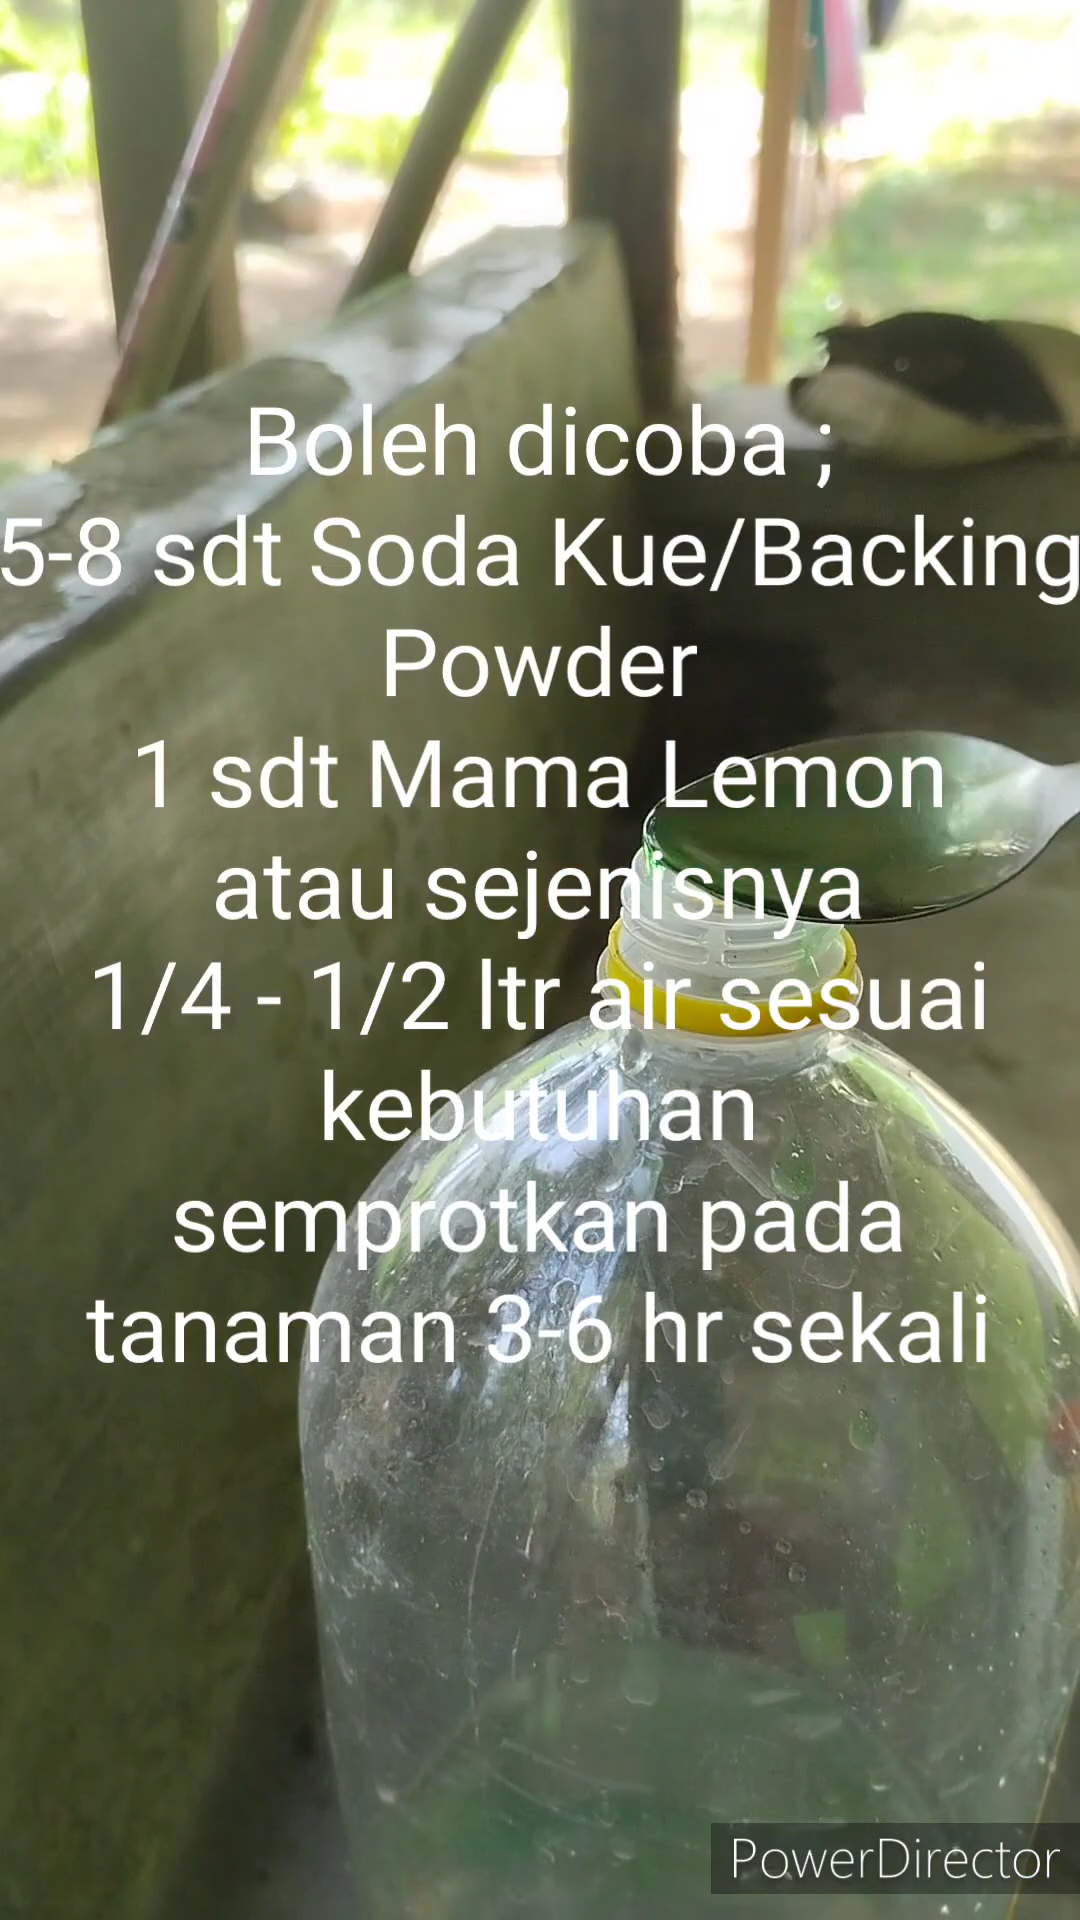 Boleh dicoba ;
5-8 sdt Soda Kue/Backing
Powder
1 sdt Mama Lemon
atau sejenisnya
1/4 - 1/2 ltr air sesuai
kebutuhan
semprotkan pada
tanaman 3-6 hr sekali
PowerDirector